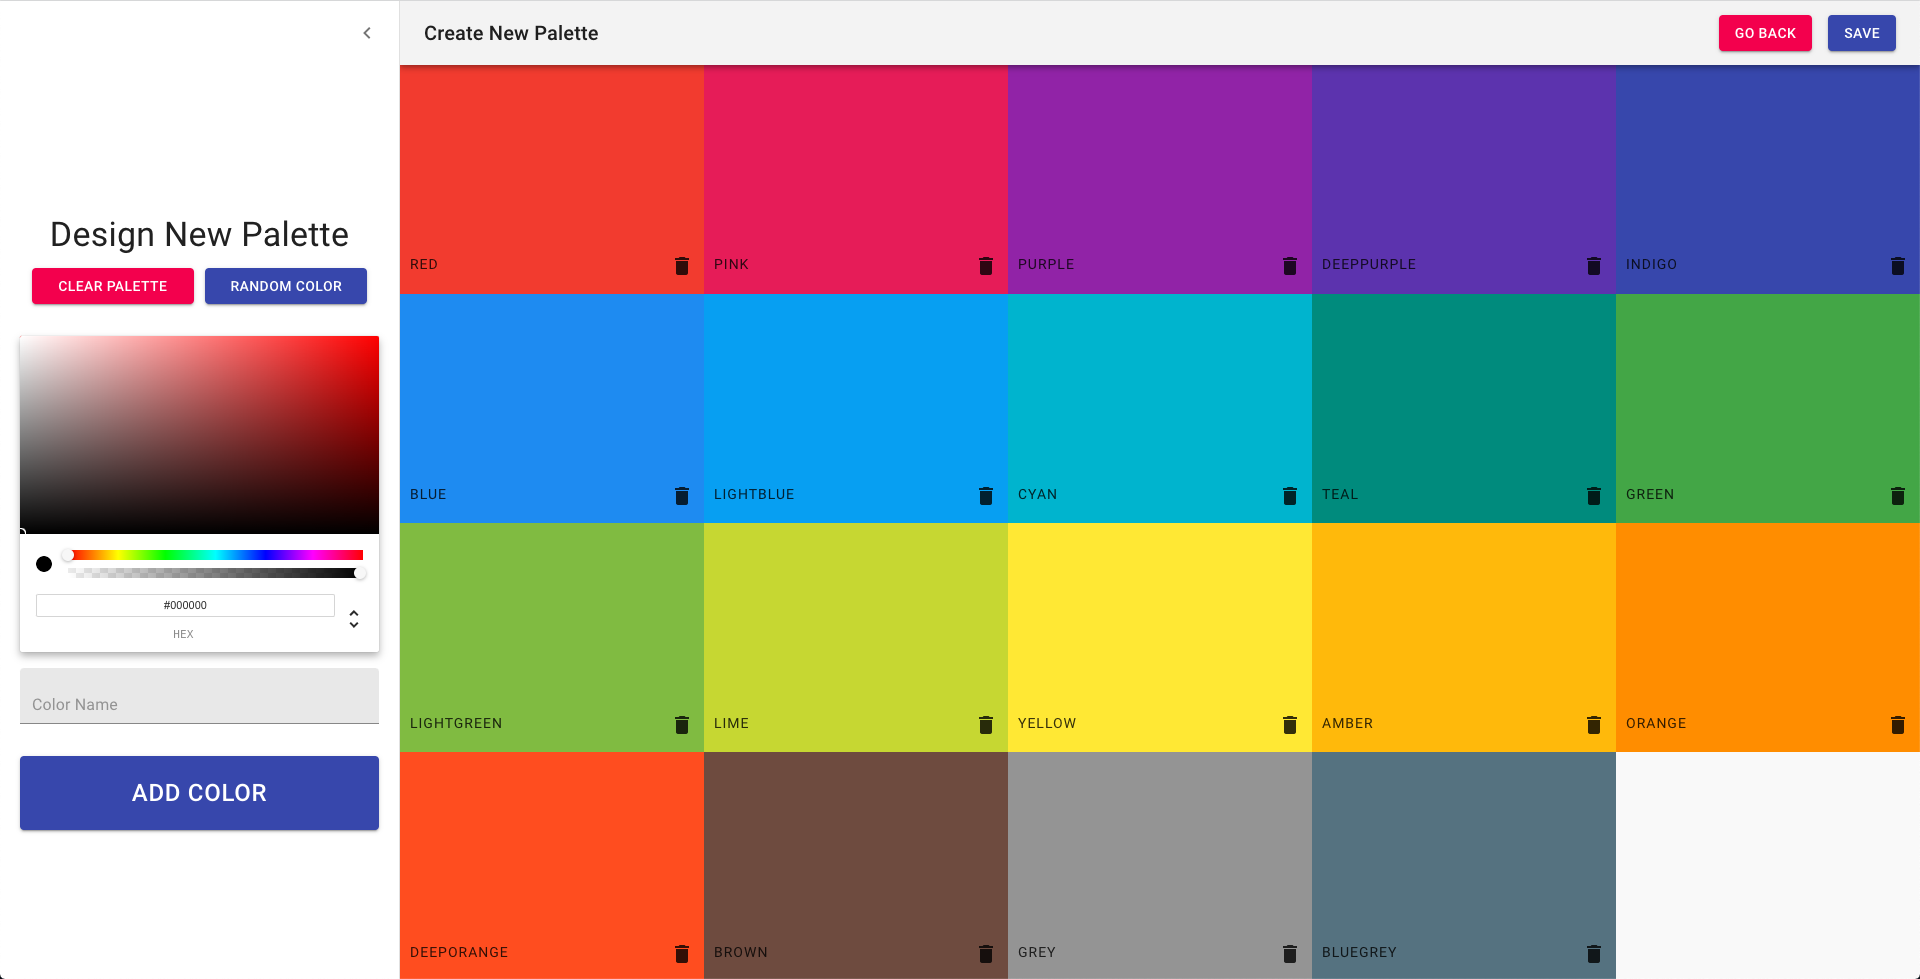 Create New Palette
GO BACK
SAVE
Design New Palette
CLEAR PALETTE
RANDOM COLOR
#000000
HEX
Color Name
ADD COLOR
RED
PINK
PURPLE
DEEPPURPLE
INDIGO
BLUE
LIGHTBLUE
CYAN
TEAL
GREEN
LIGHTGREEN
LIME
YELLOW
AMBER
ORANGE
DEEPORANGE
BROWN
GREY
BLUEGREY